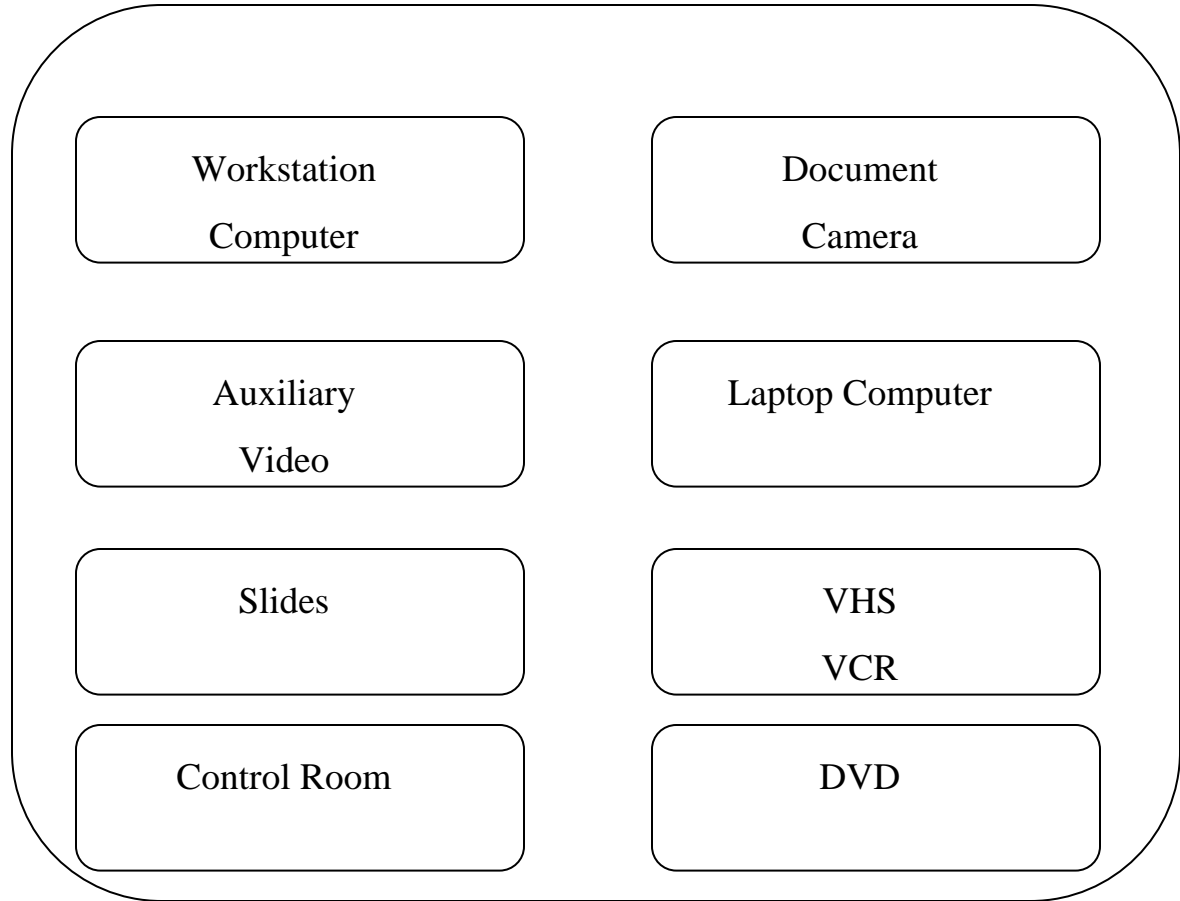 Workstation
Computer
Document
Camera
Auxiliary
Video
Laptop Computer
Slides
VHS
VCR
Control Room
DVD